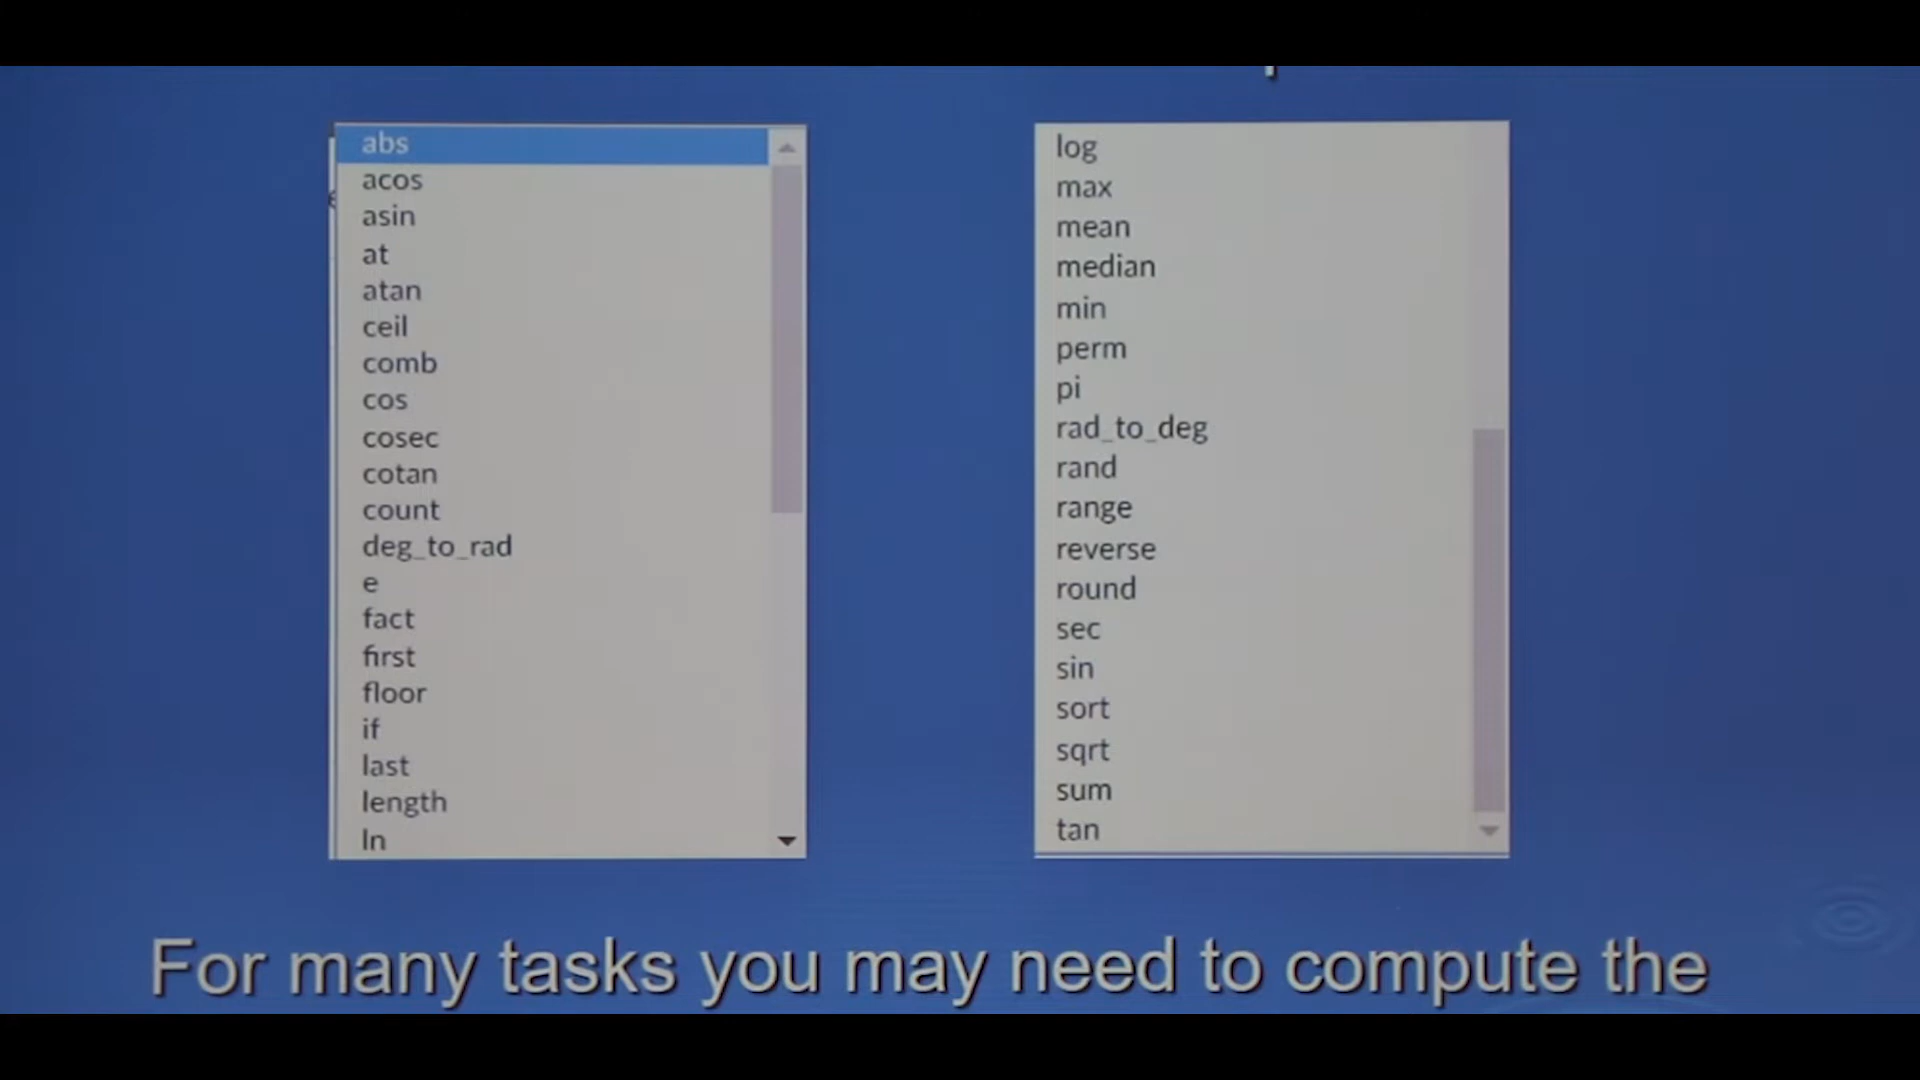 abs
acos
asin
at
atan
ceil
comb
cos
cosec
cotan
count
deg_to_rad
e
fact
first
floor
if
last
length
ln
log
max
mean
median
min
perm
pi
rad_to_deg
rand
range
reverse
round
sec
sin
sort
sqrt
sum
tan
For many tasks you may need to compute the